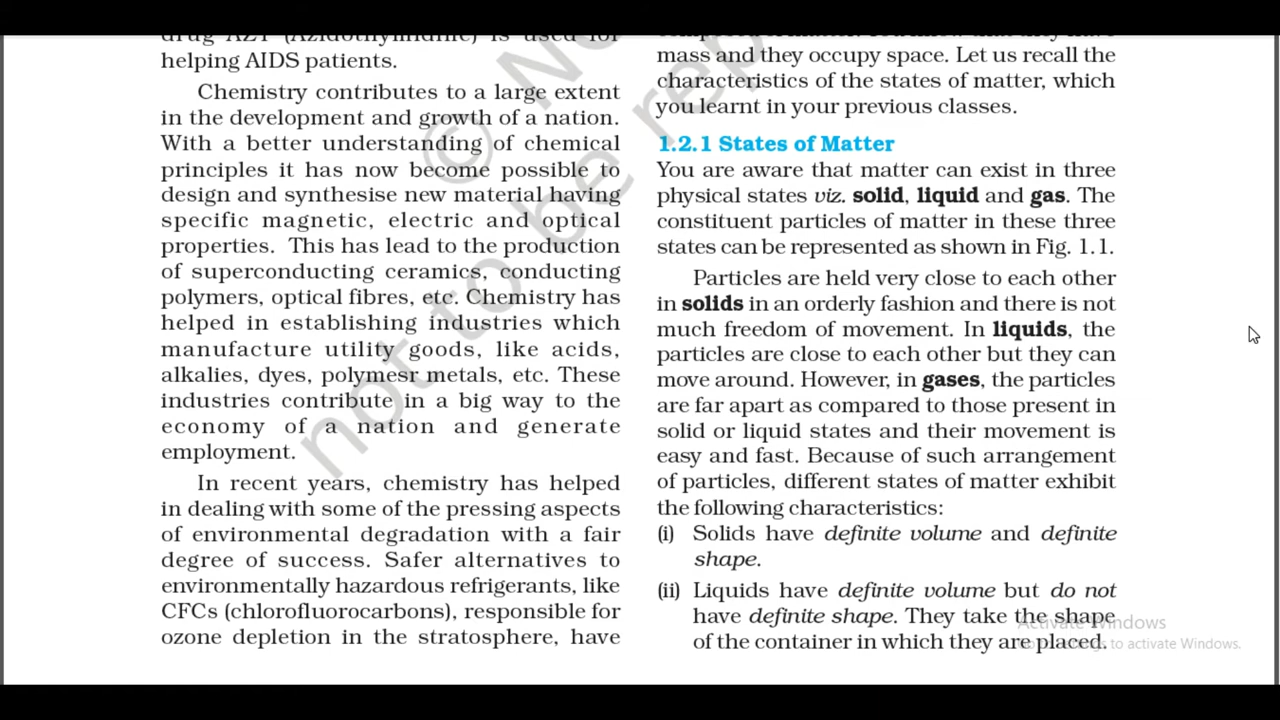 helping AIDS patients.
Chemistry contributes to a large extent
in the development and growth of a nation.
With a better understanding of chemical
principles it has now become possible to
design and synthesise new material having
specific magnetic, electric and optical
properties. This has lead to the production
of superconducting ceramics, conducting
polymers, optical fibres, etc. Chemistry has
helped in establishing industries which
manufacture utility goods, like acids,
alkalies, dyes, polymesr metals, etc. These
industries contribute in a big way to the
economy of a nation and generate
employment.
In recent years, chemistry has helped
in dealing with some of the pressing aspects
of environmental degradation with a fair
degree of success. Safer alternatives to
environmentally hazardous refrigerants, like
CFCs (chlorofluorocarbons), responsible for
ozone depletion in the stratosphere, have
mass and they occupy space. Let us recall the
characteristics of the states of matter, which
you learnt in your previous classes.
1.2.1 States of Matter
You are aware that matter can exist in three
physical states viz. solid, liquid and gas. The
constituent particles of matter in these three
states can be represented as shown in Fig. 1.1.
Particles are held very close to each other
in solids in an orderly fashion and there is not
much freedom of movement. In liquids, the
particles are close to each other but they can
move around. However, in gases, the particles
are far apart as compared to those present in
solid or liquid states and their movement is
easy and fast. Because of such arrangement
of particles, different states of matter exhibit
the following characteristics:
(i) Solids have definite volume and definite
shape.
(ii) Liquids have definite volume but do not
have definite shape. They take the shape
of the container in which they are placed.
© No
not to be rep
Activate Windows
to activate Windows.